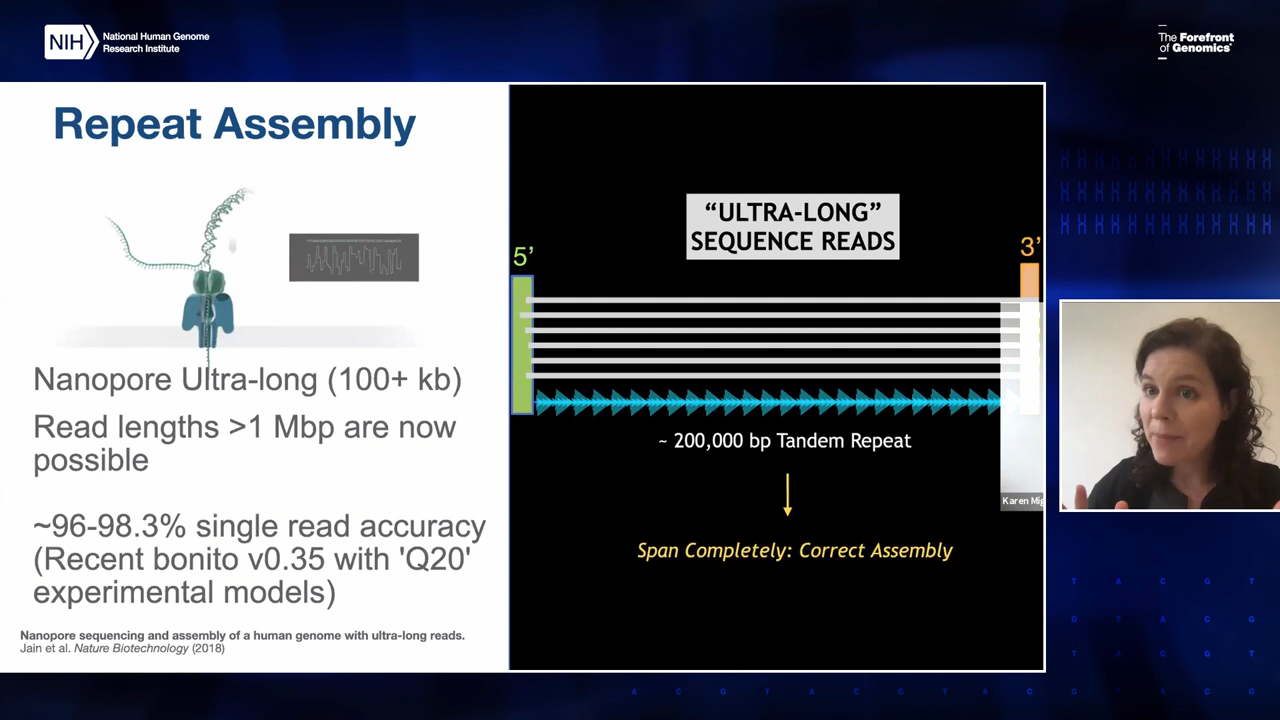 NIH
National Human Genome
Research Institute
The Forefront
of Genomics®
Repeat Assembly
Nanopore Ultra-long (100+ kb)
Read lengths >1 Mbp are now
possible
~96-98.3% single read accuracy
(Recent bonito v0.35 with 'Q20'
experimental models)
Nanopore sequencing and assembly of a human genome with ultra-long reads.
Jain et al. Nature Biotechnology (2018)
“ULTRA-LONG”
SEQUENCE READS
5’
3’
~ 200,000 bp Tandem Repeat
Span Completely: Correct Assembly
Karen Mig
T A C G T
G T A C G
T A C G T
A C G T A C G T A C G T A C G